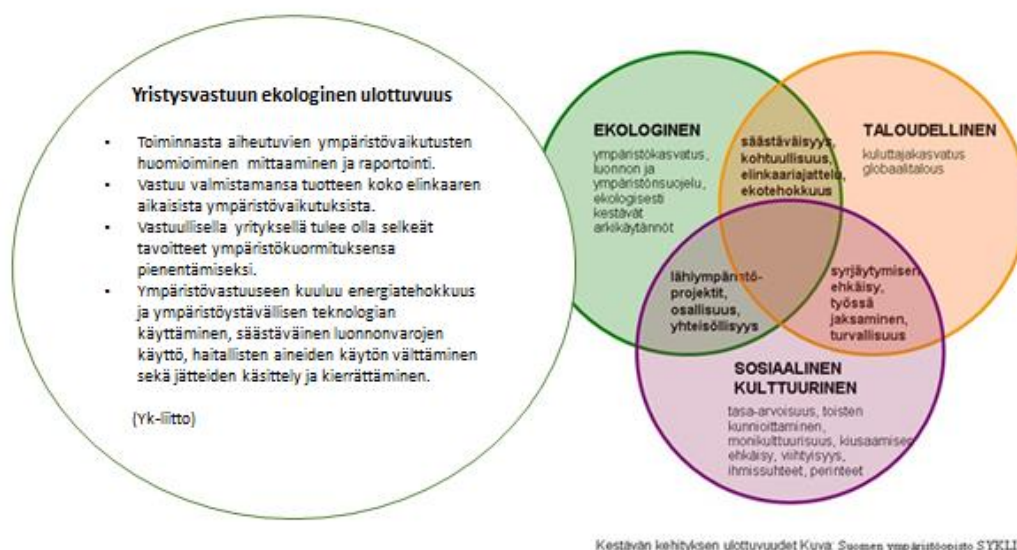 Yristysvastuun ekologinen ulottuvuus
• Toiminnasta aiheutuvien ympäristövaikutusten
huomioiminen mittaaminen ja raportointi.
• Vastuu valmistamansa tuotteen koko elinkaaren
aikaisista ympäristövaikutuksista.
• Vastuullisella yrityksellä tulee olla selkeät
tavoitteet ympäristökuormituksensa
pienentämiseksi.
• Ympäristövastuuseen kuuluu energiatehokkuus
ja ympäristöystävällisen teknologian
käyttäminen, säästäväinen luonnonvarojen
käyttö, haitallisten aineiden käytön välttäminen
sekä jätteiden käsittely ja kierrättäminen.
(Yk-liitto)
EKOLOGINEN
ympäristökasvatus,
luonnon ja
ympäristönsuojelu,
ekologisesti
kestävät
arkikäytännöt
säästäväisyys,
kohtuullisuus,
elinkaariajattelu,
ekotehokkuus
TALOUDELLINEN
kuluttajakasvatus
globaalitalous
lähiympäristö-
projektit,
osallisuus,
yhteisöllisyys
syrjäytymisen
ehkäisy,
työssä
jaksaminen,
turvallisuus
SOSIAALINEN
KULTTUURINEN
tasa-arvoisuus, toisten
kunnioittaminen,
monikulttuurisuus, kiusaamisen
ehkäisy, viihtyisyys,
ihmissuhteet, perinteet
Kestävän kehityksen ulottuvuudet Kuva: Suomen ympäristöopisto SYKLI